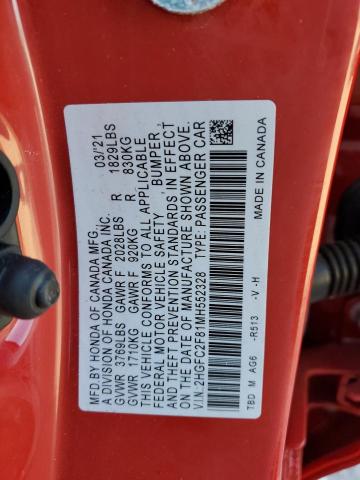 MFD.BY HONDA OF CANADA MFG. 03/'21
A DIVISION OF HONDA CANADA INC.
GVWR 3769LBS GAWR F 2028LBS R 1829LBS
GVWR 1710KG GAWR F 920KG R 830KG
THIS VEHICLE CONFORMS TO ALL APPLICABLE
FEDERAL MOTOR VEHICLE SAFETY, BUMPER,
AND THEFT PREVENTION STANDARDS IN EFFECT
ON THE DATE OF MANUFACTURE SHOWN ABOVE.
V.I.N.:2HGFC2F81MH552328 TYPE: PASSENGER CAR
TBD M AG6 -R513 -V -H
MADE IN CANADA